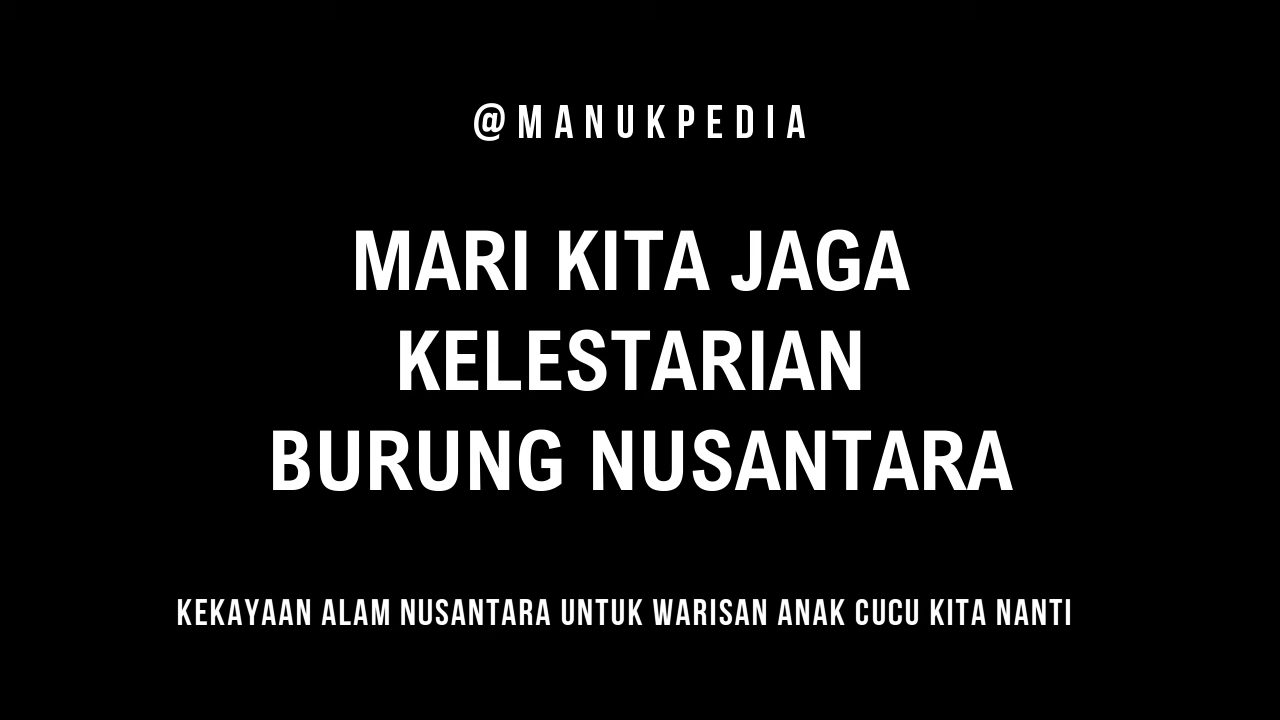 @MANUKPEDIA
MARI KITA JAGA
KELESTARIAN
BURUNG NUSANTARA
KEKAYAAN ALAM NUSANTARA UNTUK WARISAN ANAK CUCU KITA NANTI